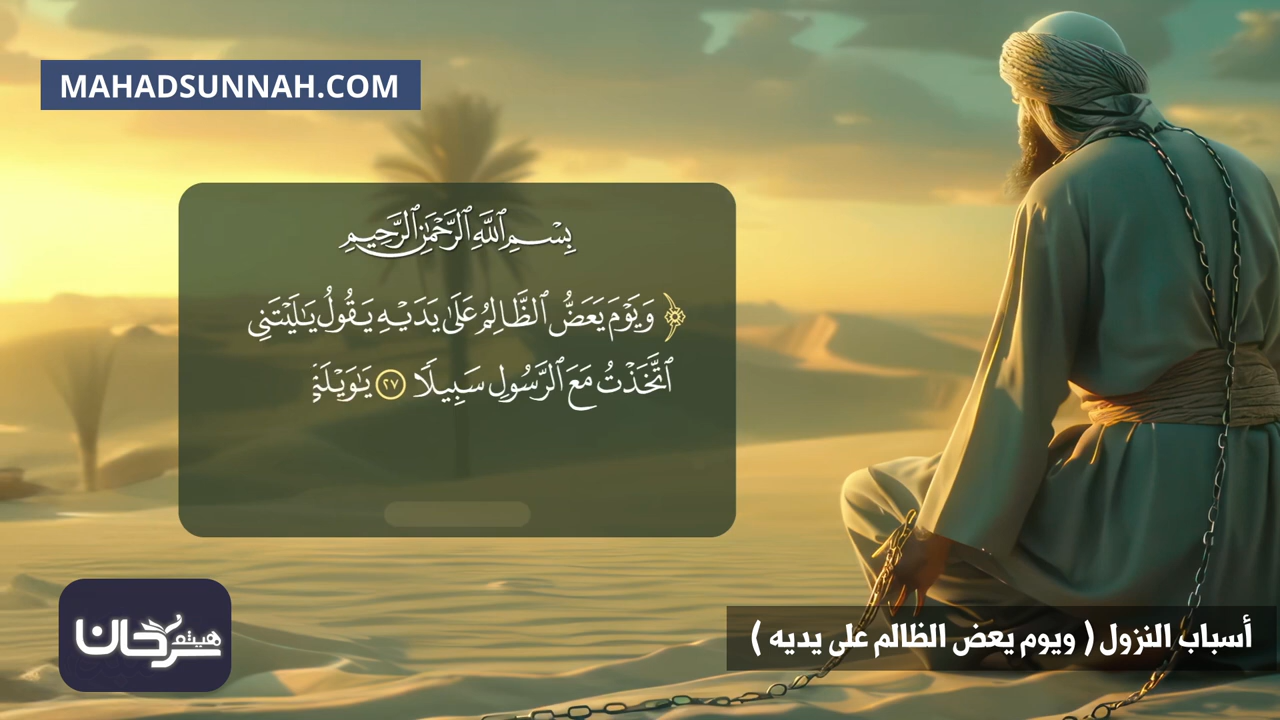 MAHADSUNNAH.COM
بِسْمِ ٱللَّهِ ٱلرَّحْمَٰنِ ٱلرَّحِيمِ
﴿ وَيَوْمَ يَعَضُّ ٱلظَّالِمُ عَلَىٰ يَدَيْهِ يَقُولُ يَٰلَيْتَنِى
ٱتَّخَذْتُ مَعَ ٱلرَّسُولِ سَبِيلًا ٢٧ يَٰوَيْلَتَىٰ
هيثم
سرحان
أسباب النزول ( ويوم يعض الظالم على يديه )